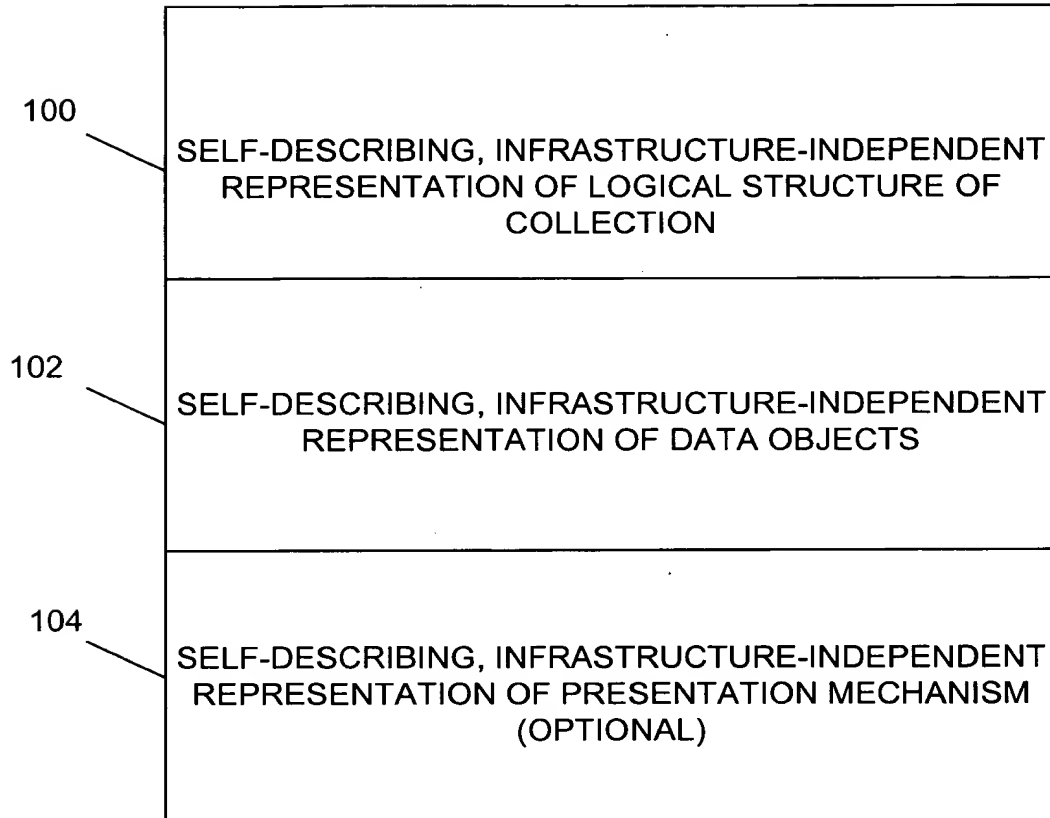 100
SELF-DESCRIBING, INFRASTRUCTURE-INDEPENDENT
REPRESENTATION OF LOGICAL STRUCTURE OF
COLLECTION
102
SELF-DESCRIBING, INFRASTRUCTURE-INDEPENDENT
REPRESENTATION OF DATA OBJECTS
104
SELF-DESCRIBING, INFRASTRUCTURE-INDEPENDENT
REPRESENTATION OF PRESENTATION MECHANISM
(OPTIONAL)